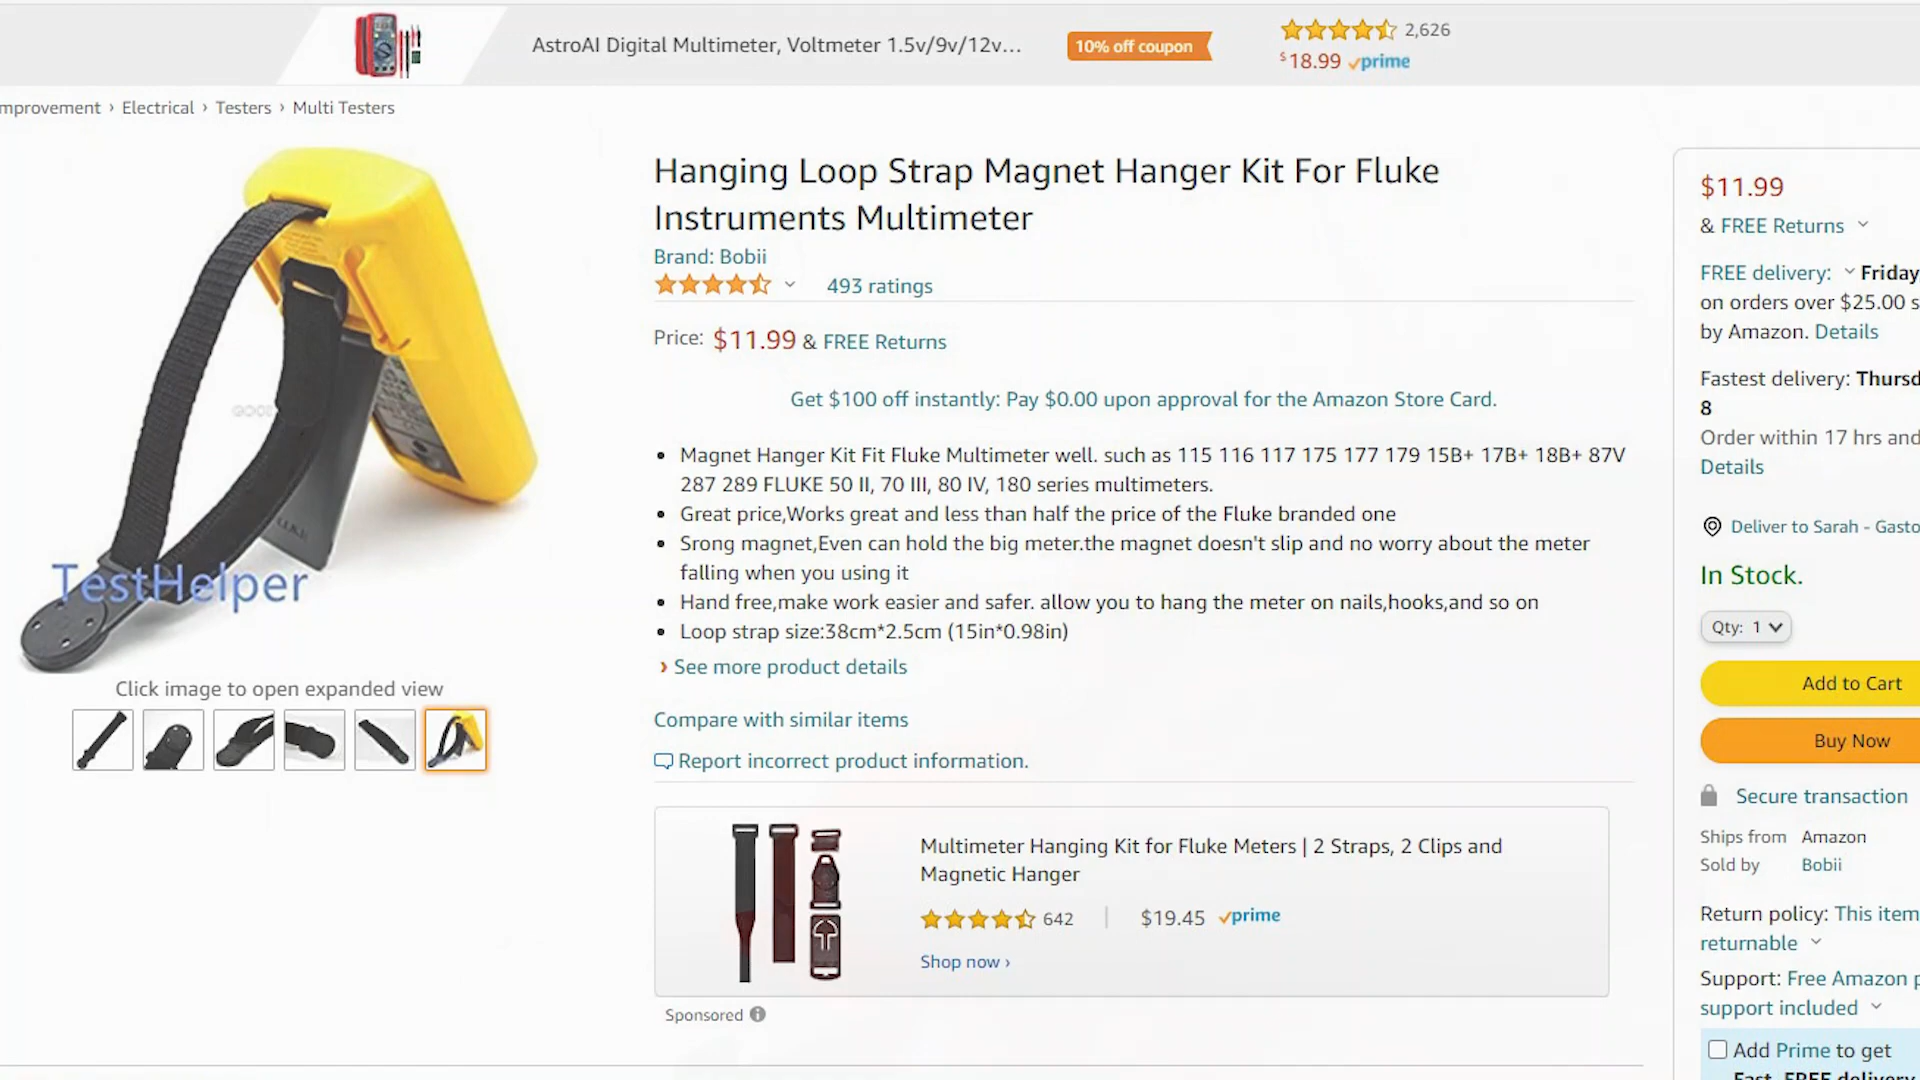 AstroAI Digital Multimeter, Voltmeter 1.5v/9v/12v...
10% off coupon
2,626
$18.99 prime
mprovement › Electrical › Testers › Multi Testers
Hanging Loop Strap Magnet Hanger Kit For Fluke
Instruments Multimeter
Brand: Bobii
493 ratings
Price: $11.99 & FREE Returns
Get $100 off instantly: Pay $0.00 upon approval for the Amazon Store Card.
• Magnet Hanger Kit Fit Fluke Multimeter well. such as 115 116 117 175 177 179 15B+ 17B+ 18B+ 87V
287 289 FLUKE 50 II, 70 III, 80 IV, 180 series multimeters.
• Great price,Works great and less than half the price of the Fluke branded one
• Srong magnet,Even can hold the big meter.the magnet doesn't slip and no worry about the meter
falling when you using it
• Hand free,make work easier and safer. allow you to hang the meter on nails,hooks,and so on
• Loop strap size:38cm*2.5cm (15in*0.98in)
› See more product details
Compare with similar items
Report incorrect product information.
TestHelper
Click image to open expanded view
Multimeter Hanging Kit for Fluke Meters | 2 Straps, 2 Clips and
Magnetic Hanger
642 | $19.45 prime
Shop now ›
Sponsored
$11.99
& FREE Returns
FREE delivery: Friday
on orders over $25.00 s
by Amazon. Details
Fastest delivery: Thursd
8
Order within 17 hrs and
Details
Deliver to Sarah - Gasto
In Stock.
Qty: 1
Add to Cart
Buy Now
Secure transaction
Ships from Amazon
Sold by Bobii
Return policy: This item
returnable
Support: Free Amazon p
support included
Add Prime to get
Fast, FREE delivery